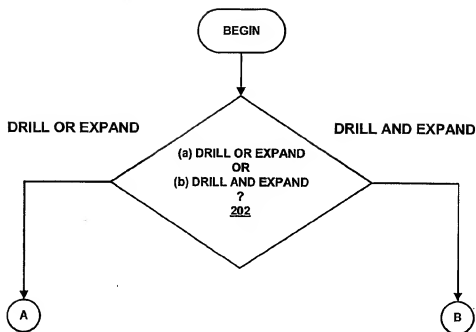 BEGIN
DRILL OR EXPAND
DRILL AND EXPAND
(a) DRILL OR EXPAND
OR
(b) DRILL AND EXPAND
?
202
A
B